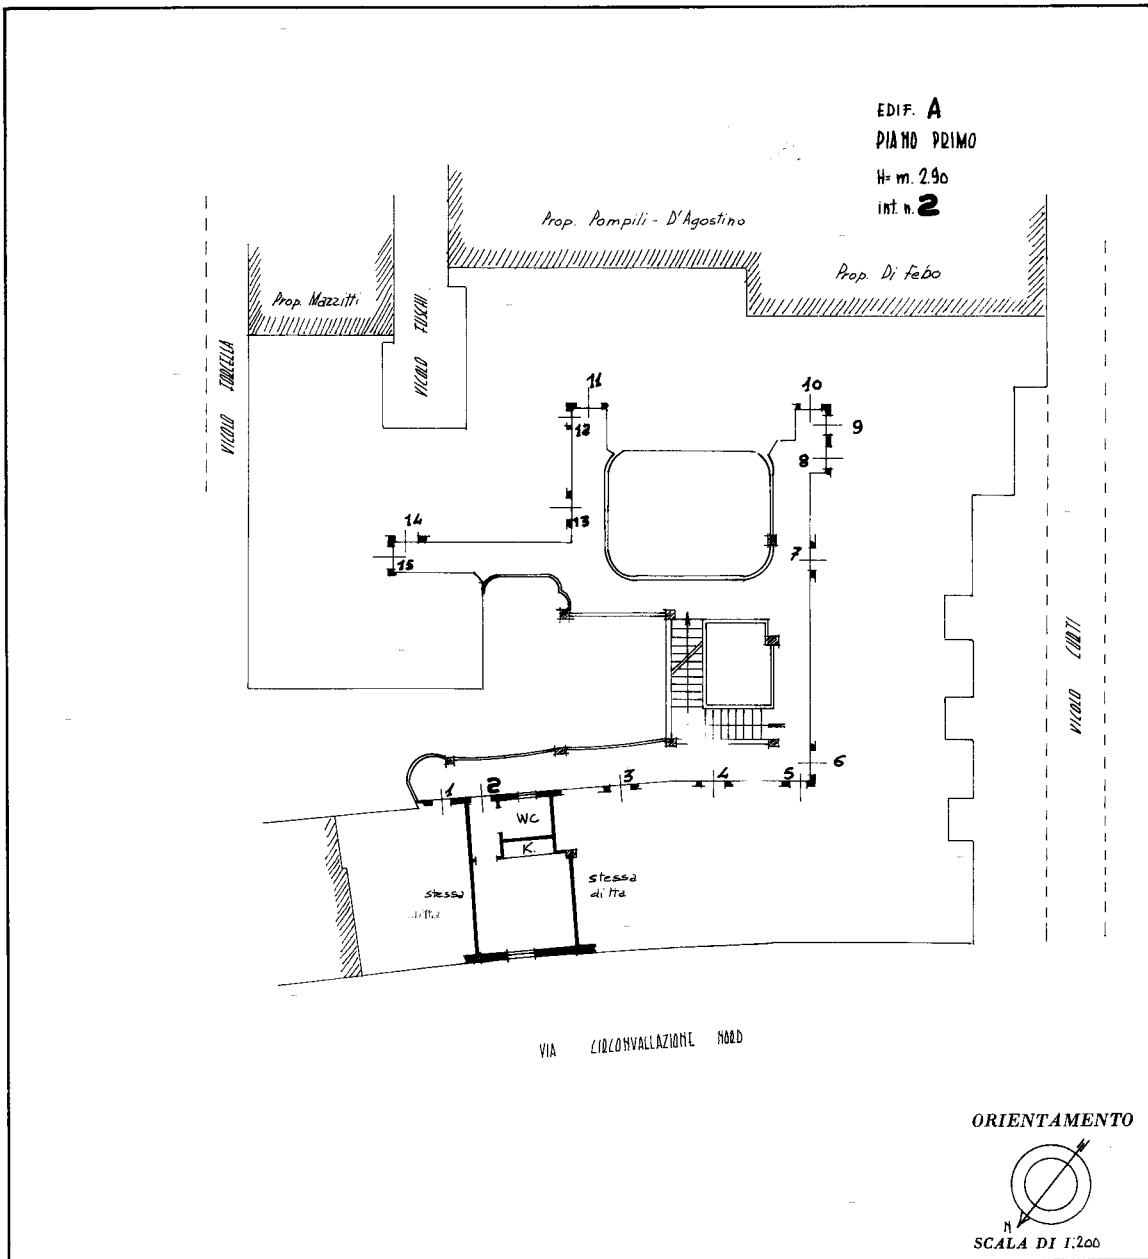 EDIF. A
PIANO PRIMO
H= m. 2.90
int. n. 2
Prop. Pompili - D'Agostino
Prop. Di Febo
Prop. Mazzitti
VICOLO FUSCHI
VICOLO TORCELLA
11
10
12
9
8
14
13
7
15
VICOLO CURTI
6
1
2
3
4
5
WC
K.
stessa
ditta
stessa
ditta
VIA CIRCONVALLAZIONE NORD
ORIENTAMENTO
N
SCALA DI 1:200